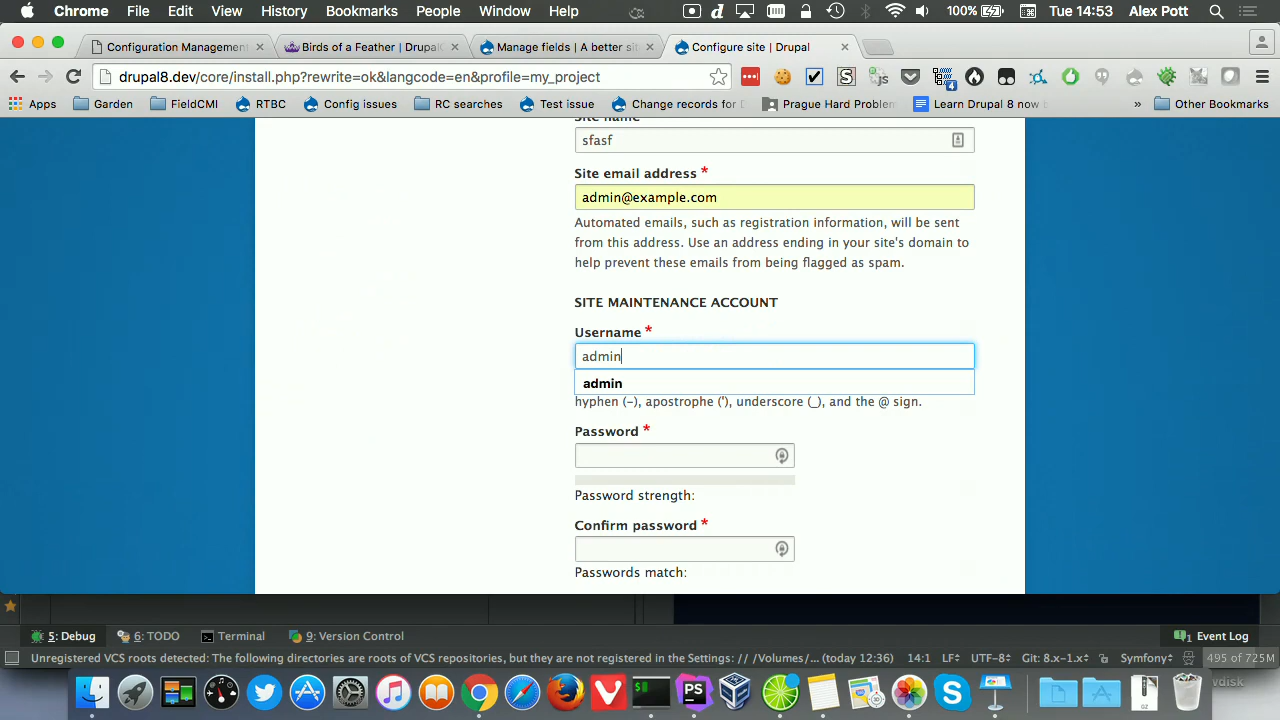 Chrome File Edit View History Bookmarks People Window Help 100% Tue 14:53 Alex Pott
Configuration Management Birds of a Feather | Drupal Manage fields | A better sit Configure site | Drupal
drupal8.dev/core/install.php?rewrite=ok&langcode=en&profile=my_project
Apps Garden FieldCMI RTBC Config issues RC searches Test issue Change records for D Prague Hard Problem Learn Drupal 8 now » Other Bookmarks
Site name
sfasf
Site email address *
admin@example.com
Automated emails, such as registration information, will be sent
from this address. Use an address ending in your site's domain to
help prevent these emails from being flagged as spam.
SITE MAINTENANCE ACCOUNT
Username *
admin
admin
hyphen (-), apostrophe ('), underscore (_), and the @ sign.
Password *
Password strength:
Confirm password *
Passwords match:
5: Debug 6: TODO Terminal 9: Version Control 1 Event Log
Unregistered VCS roots detected: The following directories are roots of VCS repositories, but they are not registered in the Settings: // /Volumes/... (today 12:36) 14:1 LF UTF-8 Git: 8.x-1.x Symfony 495 of 725M